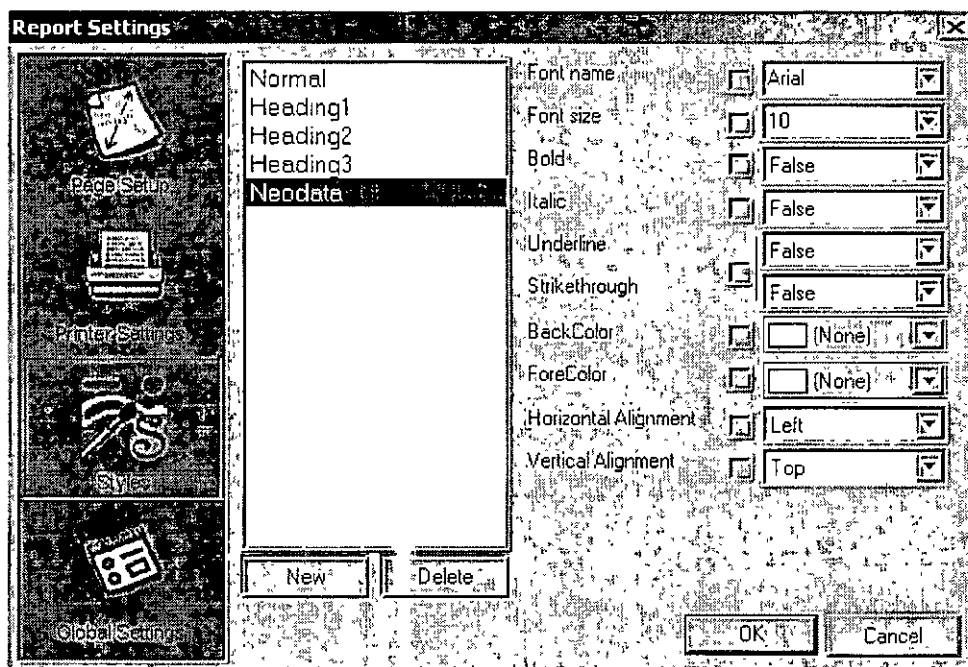 Report Settings
Page Setup
Printer Settings
Styles
Global Settings
Normal
Heading1
Heading2
Heading3
Neodata
New
Delete
Font name
Arial
Font size
10
Bold
False
Italic
False
Underline
False
Strikethrough
False
BackColor
(None)
ForeColor
(None)
Horizontal Alignment
Left
Vertical Alignment
Top
OK
Cancel